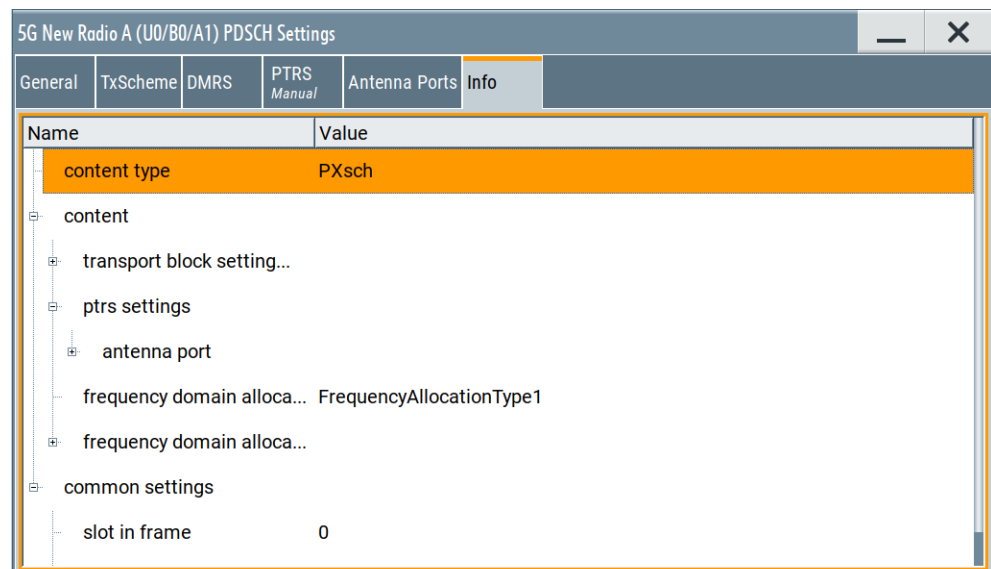 5G New Radio A (U0/B0/A1) PDSCH Settings
General TxScheme DMRS PTRS Manual Antenna Ports Info
Name Value
content type PXsch
content
transport block setting...
ptrs settings
antenna port
frequency domain alloca... FrequencyAllocationType1
frequency domain alloca...
common settings
slot in frame 0